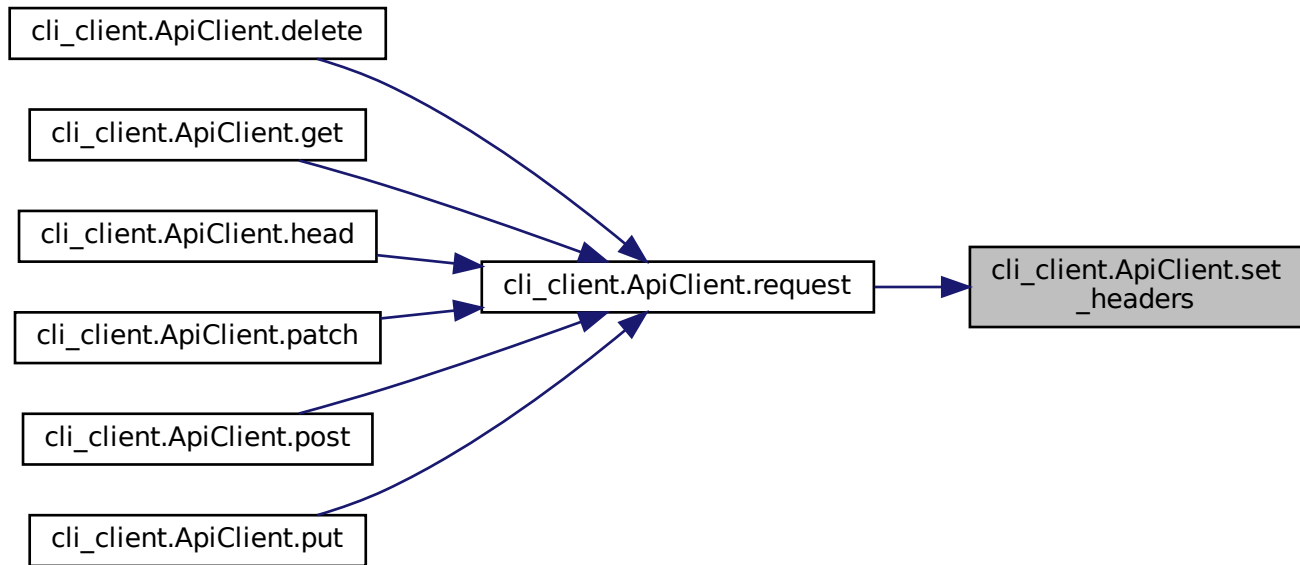 cli_client.ApiClient.delete
cli_client.ApiClient.get
cli_client.ApiClient.head
cli_client.ApiClient.patch
cli_client.ApiClient.post
cli_client.ApiClient.put
cli_client.ApiClient.request
cli_client.ApiClient.set
_headers